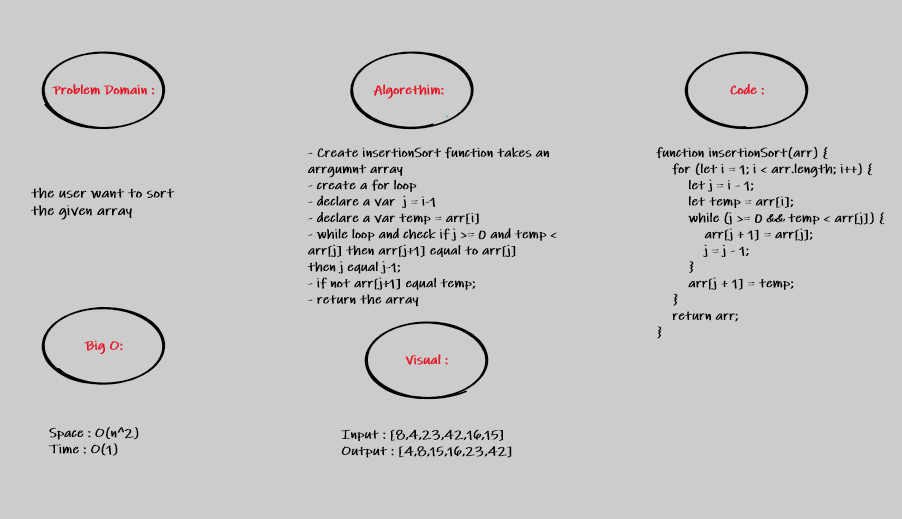 Problem Domain :
the user want to sort
the given array
Big O:
Space : O(n^2)
Time : O(1)
Algorethim:
- Create insertionSort function takes an
arrgumnt array
- create a for loop
- declare a var j = i-1
- declare a var temp = arr[i]
- while loop and check if j >= 0 and temp <
arr[j] then arr[j+1] equal to arr[j]
then j equal j-1;
- if not arr[j+1] equal temp;
- return the array
Visual :
Input : [8,4,23,42,16,15]
Output : [4,8,15,16,23,42]
Code :
function insertionSort(arr) {
for (let i = 1; i < arr.length; i++) {
let j = i - 1;
let temp = arr[i];
while (j >= 0 && temp < arr[j]) {
arr[j + 1] = arr[j];
j = j - 1;
}
arr[j + 1] = temp;
}
return arr;
}